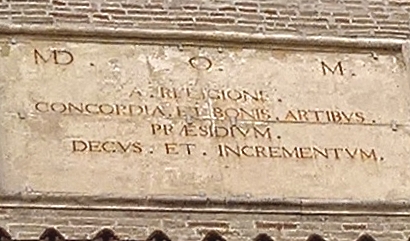 MD . O . M .
A . RELIGIONE .
CONCORDIA . ET . BONIS . ARTIBVS .
PRÆSIDIVM .
DECVS . ET . INCREMENTVM .